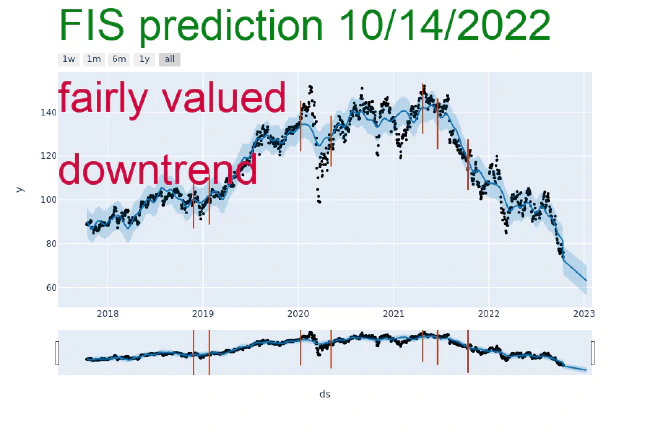 FIS prediction 10/14/2022
1w 1m 6m 1y all
fairly valued
downtrend
140
120
100
80
60
y
2018 2019 2020 2021 2022 2023
ds